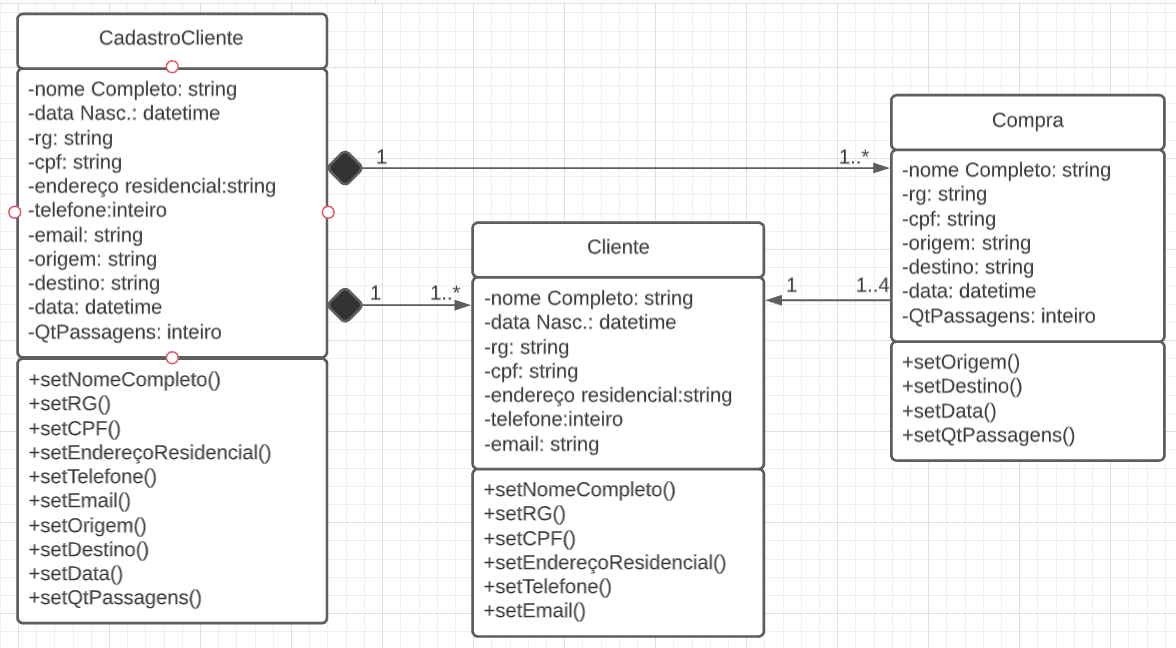 CadastroCliente
-nome Completo: string
-data Nasc.: datetime
-rg: string
-cpf: string
-endereço residencial:string
-telefone:inteiro
-email: string
-origem: string
-destino: string
-data: datetime
-QtPassagens: inteiro
+setNomeCompleto()
+setRG()
+setCPF()
+setEndereçoResidencial()
+setTelefone()
+setEmail()
+setOrigem()
+setDestino()
+setData()
+setQtPassagens()
1
1..*
1
1..*
Cliente
-nome Completo: string
-data Nasc.: datetime
-rg: string
-cpf: string
-endereço residencial:string
-telefone:inteiro
-email: string
+setNomeCompleto()
+setRG()
+setCPF()
+setEndereçoResidencial()
+setTelefone()
+setEmail()
1
1..4
Compra
-nome Completo: string
-rg: string
-cpf: string
-origem: string
-destino: string
-data: datetime
-QtPassagens: inteiro
+setOrigem()
+setDestino()
+setData()
+setQtPassagens()